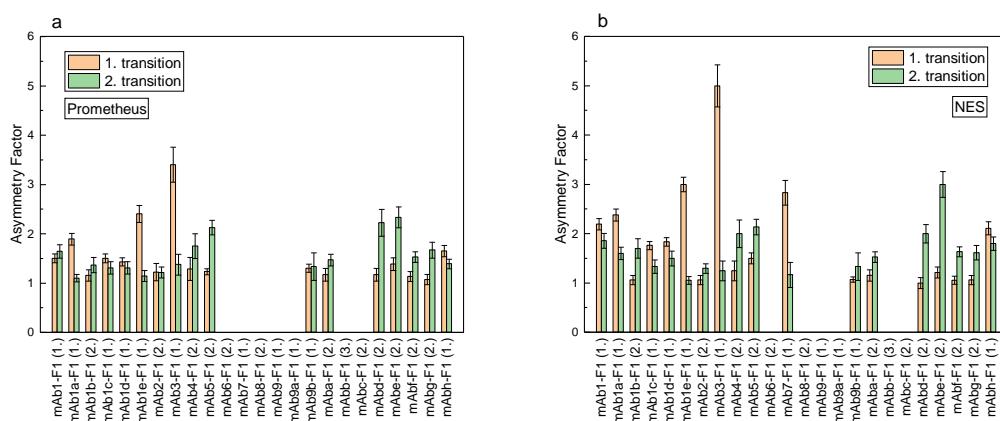 a
6
5
4
3
2
1
0
Asymmetry Factor
1. transition
2. transition
Prometheus
mAb1-F1 (1.)
mAb1a-F1 (1.)
mAb1b-F1 (2.)
mAb1c-F1 (1.)
mAb1d-F1 (1.)
mAb1e-F1 (1.)
mAb2-F1 (2.)
mAb3-F1 (1.)
mAb4-F1 (2.)
mAb5-F1 (2.)
mAb6-F1 (2.)
mAb7-F1 (1.)
mAb8-F1 (2.)
mAb9-F1 (1.)
mAb9a-F1 (1.)
mAb9b-F1 (1.)
mAba-F1 (2.)
mAbb-F1 (3.)
mAbc-F1 (2.)
mAbd-F1 (2.)
mAbe-F1 (2.)
mAbf-F1 (2.)
mAbg-F1 (2.)
mAbh-F1 (1.)
b
6
5
4
3
2
1
0
Asymmetry Factor
1. transition
2. transition
NES
mAb1-F1 (1.)
mAb1a-F1 (1.)
mAb1b-F1 (2.)
mAb1c-F1 (1.)
mAb1d-F1 (1.)
mAb1e-F1 (1.)
mAb2-F1 (2.)
mAb3-F1 (1.)
mAb4-F1 (2.)
mAb5-F1 (2.)
mAb6-F1 (2.)
mAb7-F1 (1.)
mAb8-F1 (2.)
mAb9-F1 (1.)
mAb9a-F1 (1.)
mAb9b-F1 (1.)
mAba-F1 (2.)
mAbb-F1 (3.)
mAbc-F1 (2.)
mAbd-F1 (2.)
mAbe-F1 (2.)
mAbf-F1 (2.)
mAbg-F1 (2.)
mAbh-F1 (1.)